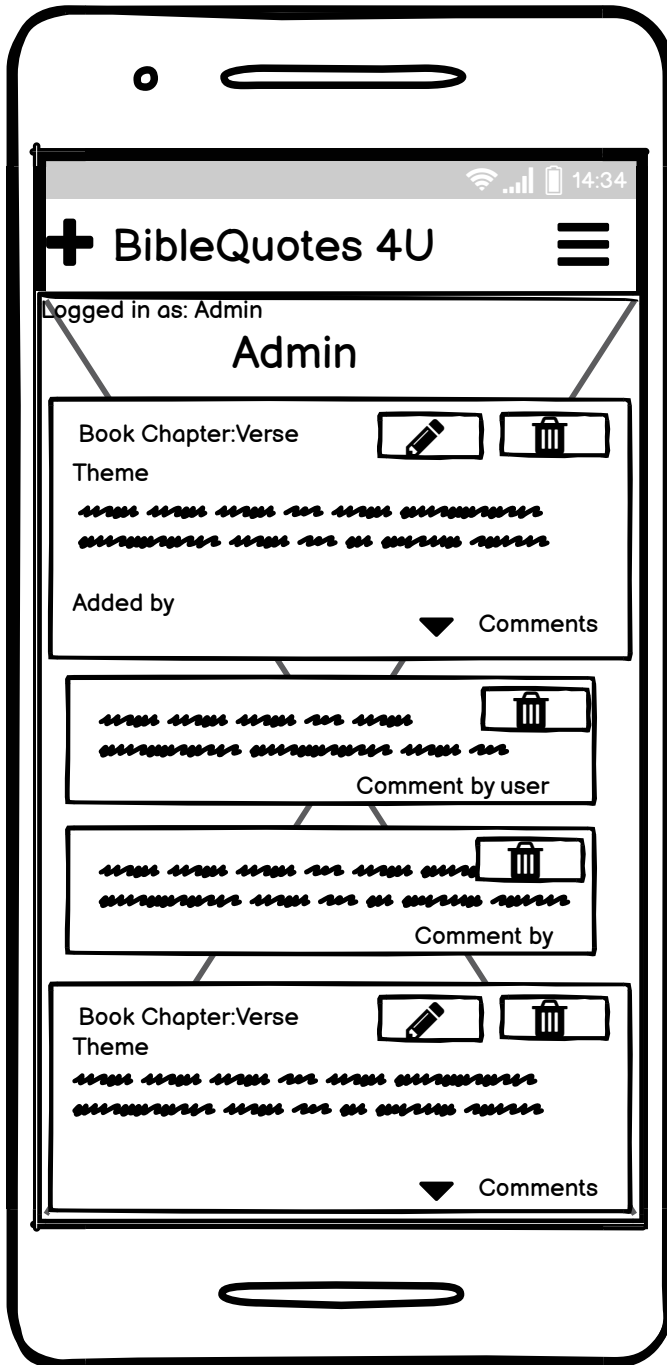 14:34
BibleQuotes 4U
Logged in as: Admin
Admin
Book Chapter:Verse
Theme
Added by
Comments
Comment by user
Comment by
Book Chapter:Verse
Theme
Comments